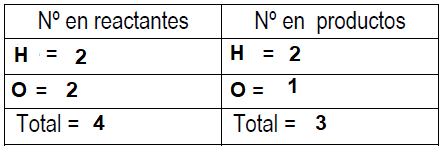 Nº en reactantes Nº en productos
H = 2 H = 2
O = 2 O = 1
Total = 4 Total = 3